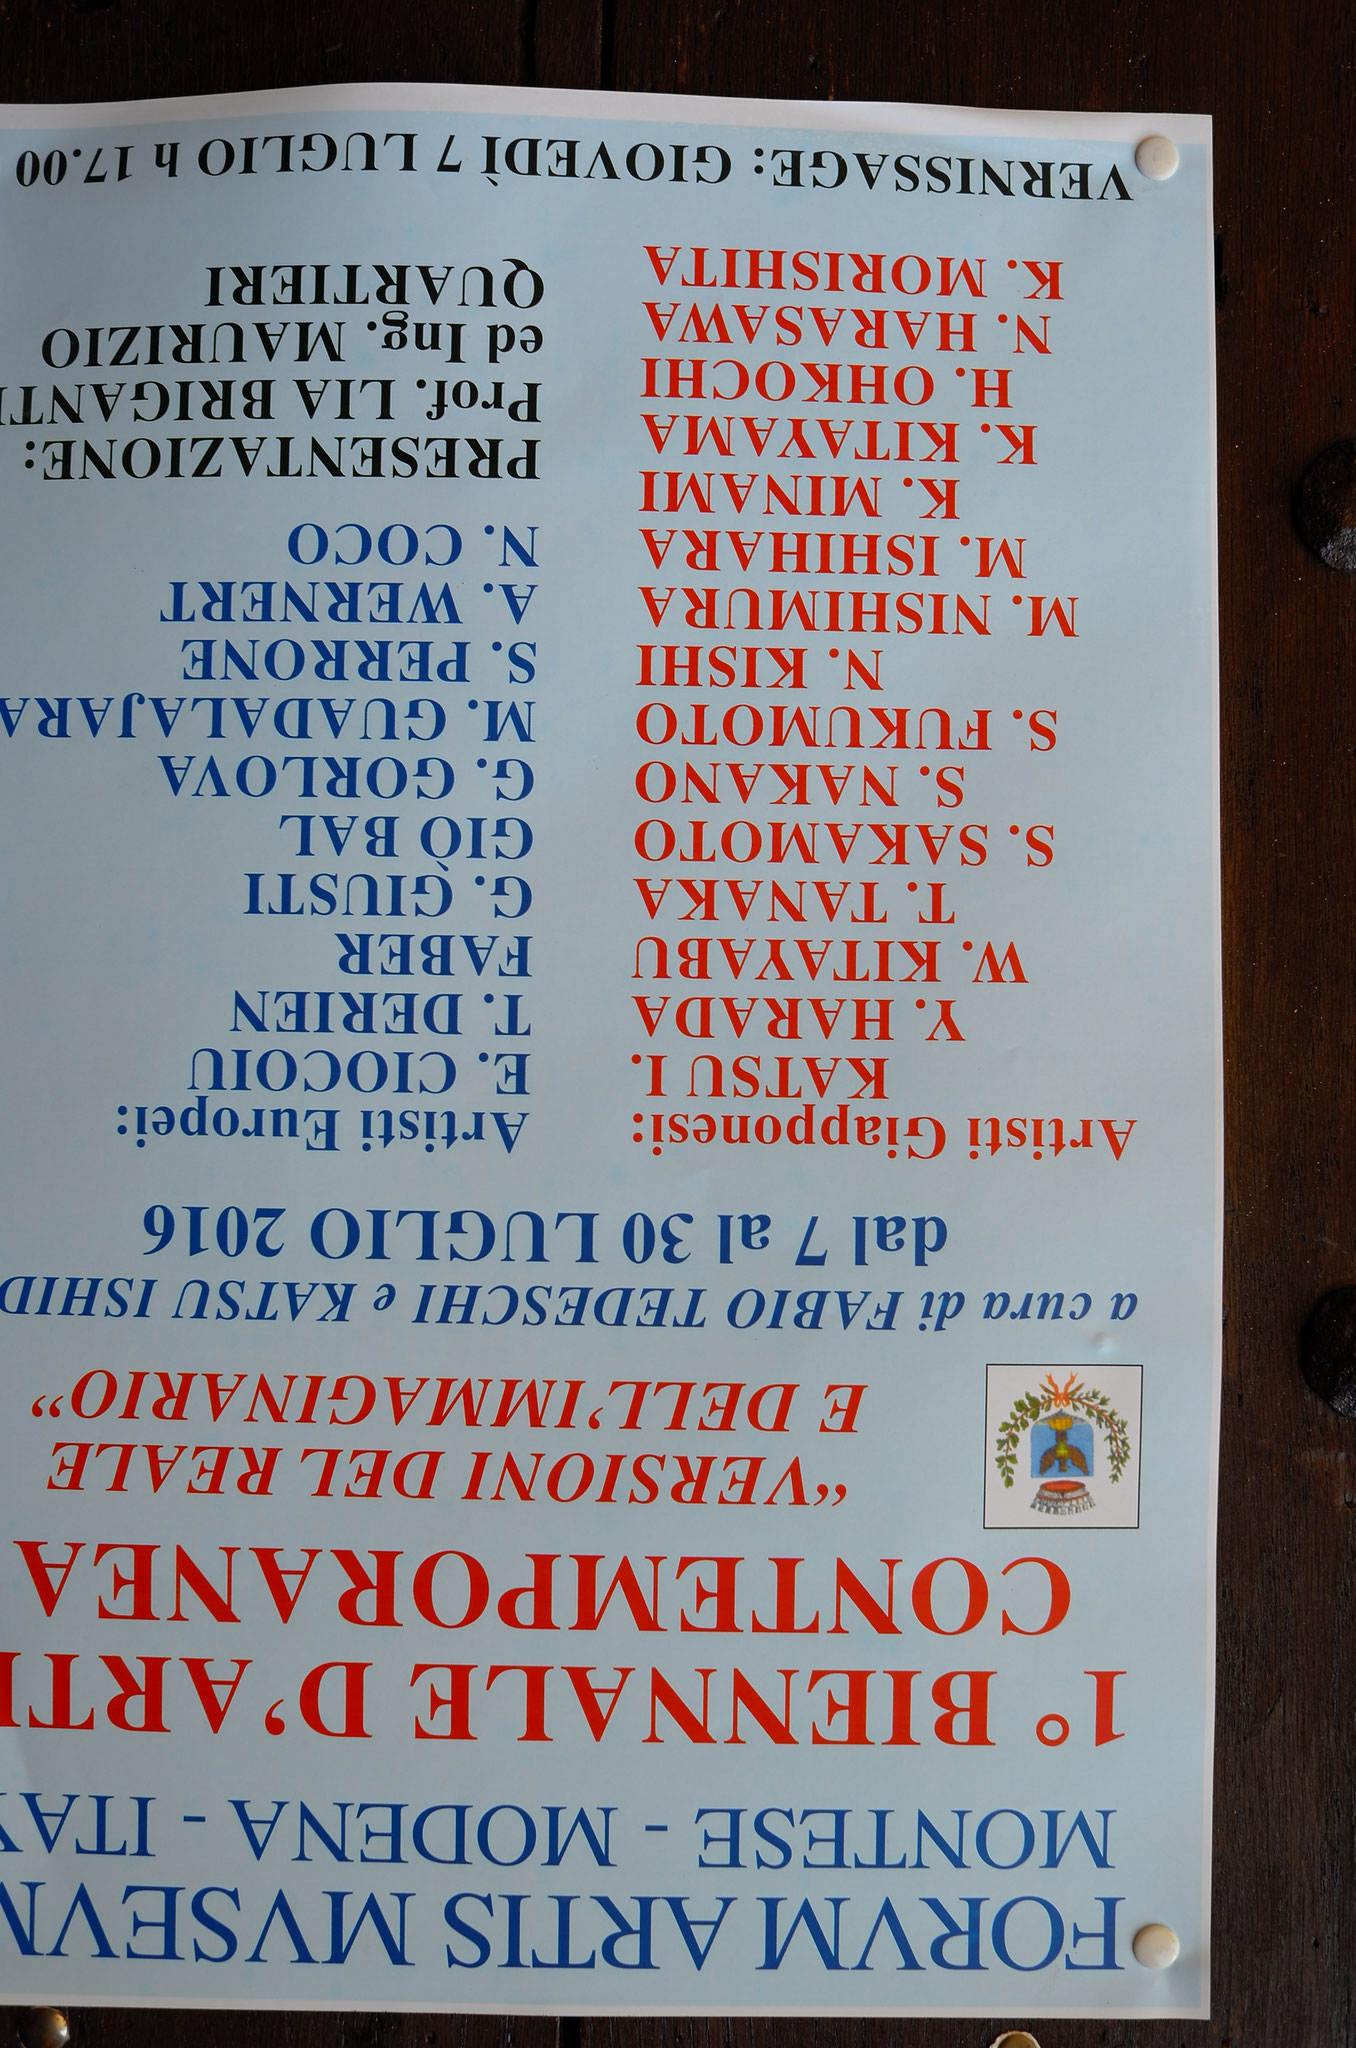 FORVM ARTIS MVSEVM
MONTESE - MODENA - ITA
1° BIENNALE D’ARTE
CONTEMPORANEA
“VERSIONI DEL REALE
E DELL’IMMAGINARIO”
a cura di FABIO TEDESCHI e KATSU ISHID
dal 7 al 30 LUGLIO 2016
Artisti Giapponesi:
KATSU I.
Y. HARADA
W. KITAYABU
T. TANAKA
S. SAKAMOTO
S. NAKANO
S. FUKUMOTO
N. KISHI
M. NISHIMURA
M. ISHIHARA
K. MINAMI
K. KITAYAMA
H. OHKOCHI
N. HARASAWA
K. MORISHITA
Artisti Europei:
E. CIOCOIU
T. DERIEN
FABER
G. GIUSTI
GIÒ BAL
G. GORLOVA
M. GUADALAJARA
S. PERRONE
A. WERNERT
N. COCO
PRESENTAZIONE:
Prof. LIA BRIGANTI
ed Ing. MAURIZIO
QUARTIERI
VERNISSAGE: GIOVEDÌ 7 LUGLIO h 17.00